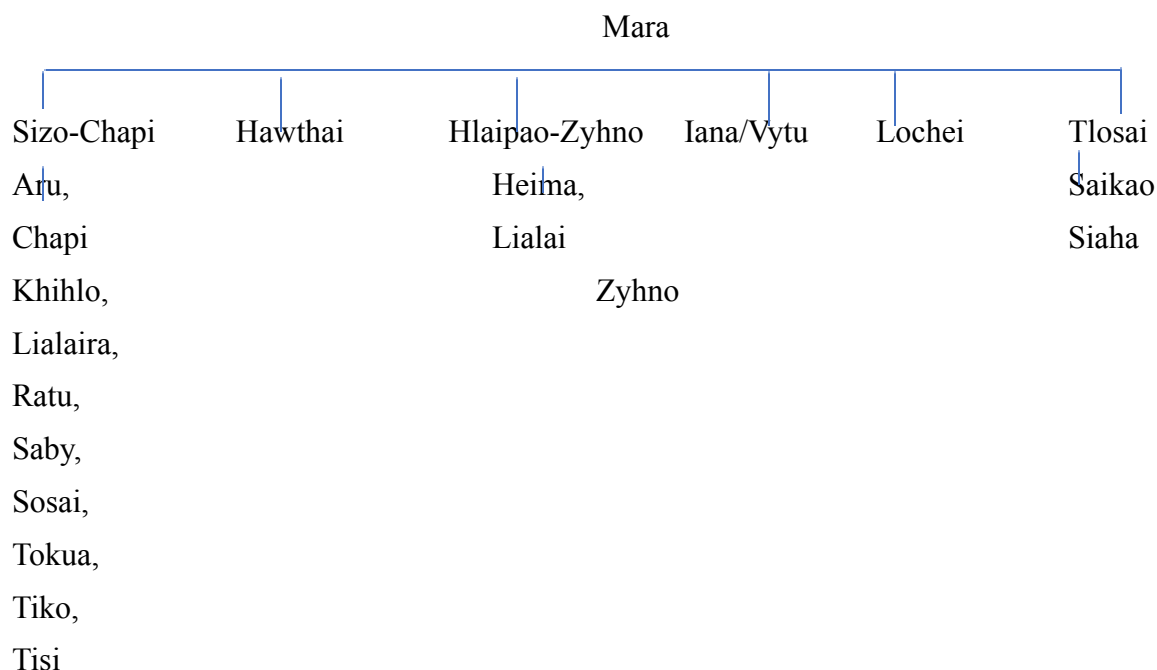 Mara
Sizo-Chapi Hawthai Hlaipao-Zyhno Iana/Vytu Lochei Tlosai
Aru, Heima, Saikao
Chapi Lialai Siaha
Khihlo, Zyhno
Lialaira,
Ratu,
Saby,
Sosai,
Tokua,
Tiko,
Tisi